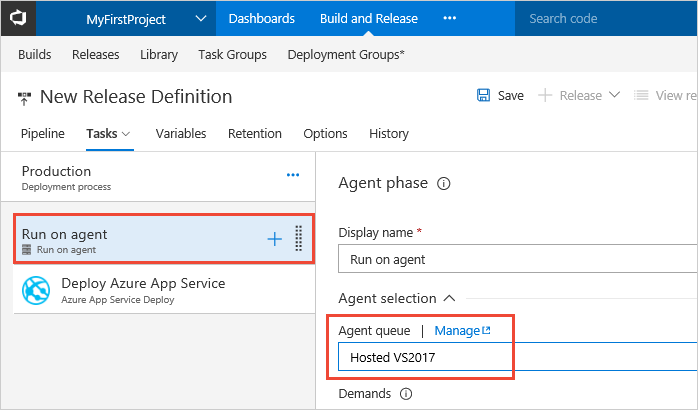 MyFirstProject Dashboards Build and Release ••• Search code
Builds Releases Library Task Groups Deployment Groups*
New Release Definition Save Release View re
Pipeline Tasks Variables Retention Options History
Production •••
Deployment process
Run on agent
Run on agent
Deploy Azure App Service
Azure App Service Deploy
Agent phase
Display name *
Run on agent
Agent selection
Agent queue | Manage
Hosted VS2017
Demands